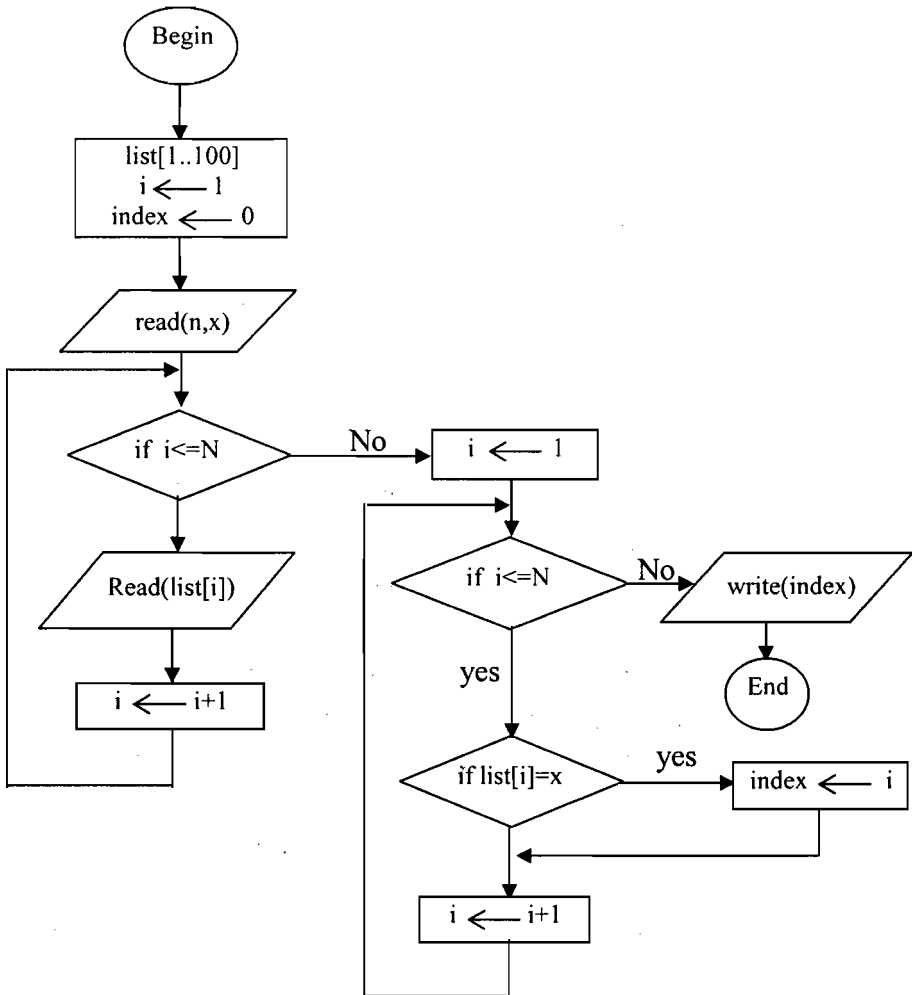 Begin
list[1..100]
i ← 1
index ← 0
read(n,x)
if i<=N
No
i ← 1
Read(list[i])
i ← i+1
if i<=N
No
write(index)
End
yes
if list[i]=x
yes
index ← i
i ← i+1